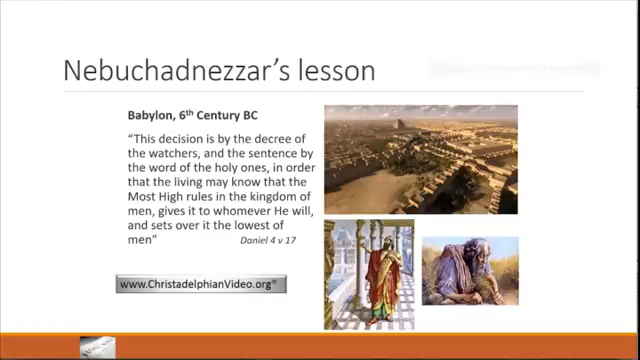 Nebuchadnezzar’s lesson
Babylon, 6th Century BC
“This decision is by the decree of
the watchers, and the sentence by
the word of the holy ones, in order
that the living may know that the
Most High rules in the kingdom of
men, gives it to whomever He will,
and sets over it the lowest of
men” Daniel 4 v 17
www.ChristadelphianVideo.org®